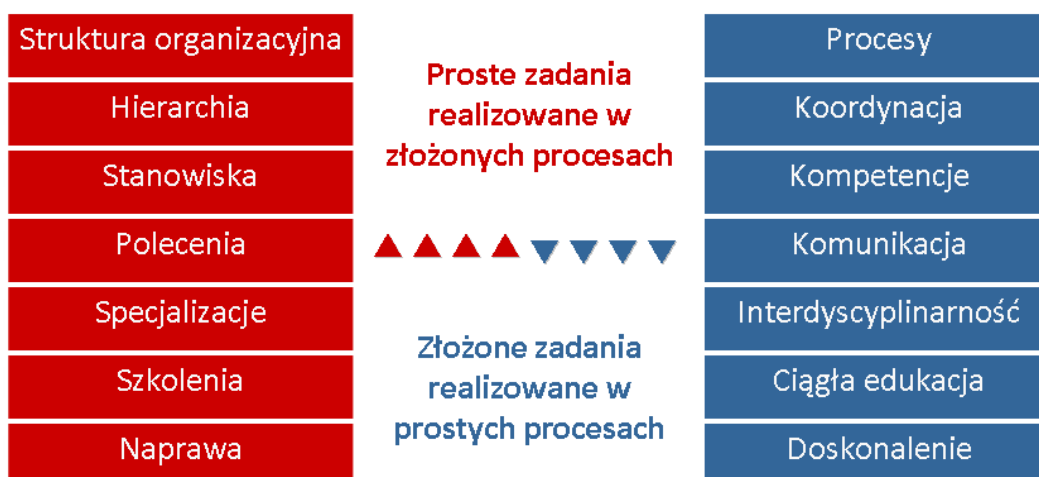 Struktura organizacyjna
Hierarchia
Stanowiska
Polecenia
Specjalizacje
Szkolenia
Naprawa
Proste zadania
realizowane w
złożonych procesach
Złożone zadania
realizowane w
prostych procesach
Procesy
Koordynacja
Kompetencje
Komunikacja
Interdyscyplinarność
Ciągła edukacja
Doskonalenie